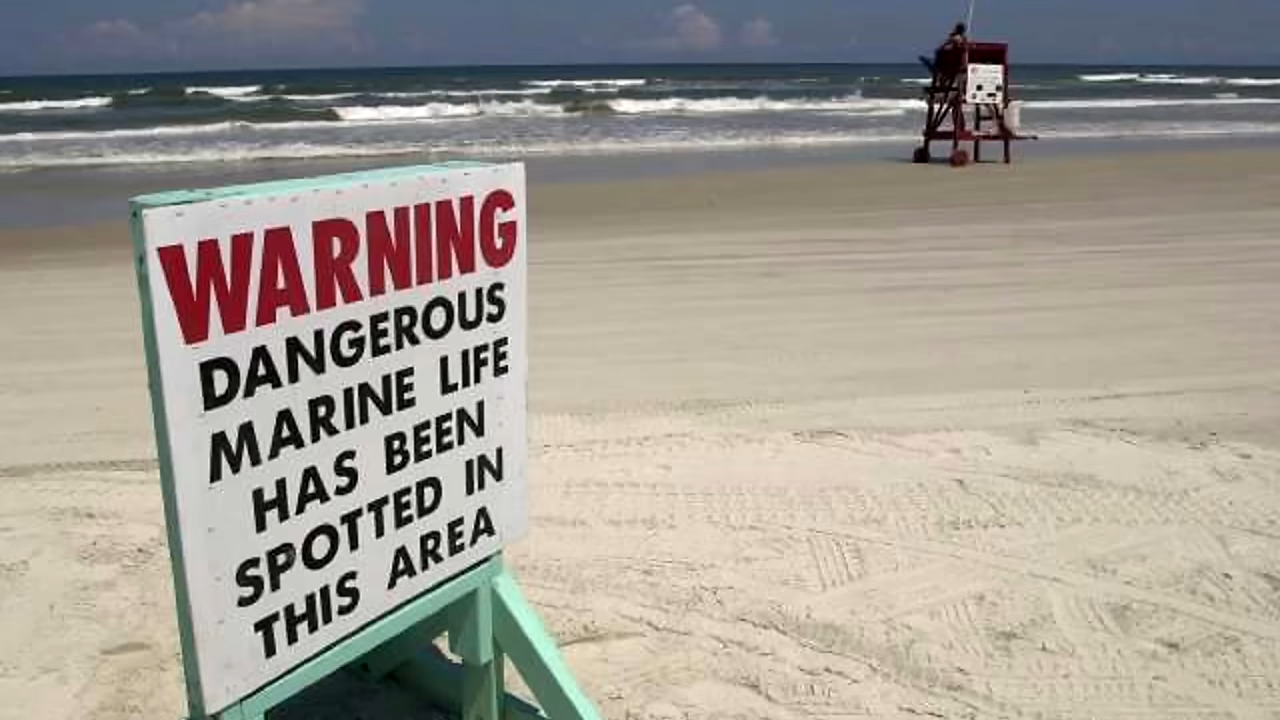 WARNING
DANGEROUS
MARINE LIFE
HAS BEEN
SPOTTED IN
THIS AREA